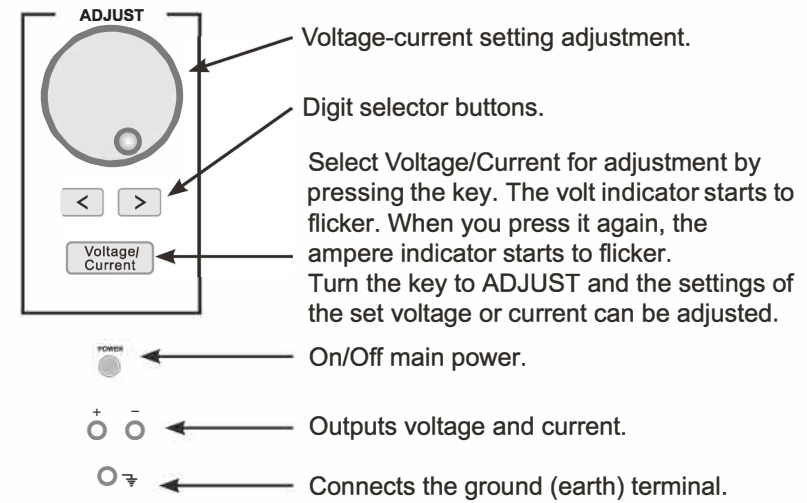 ADJUST
Voltage-current setting adjustment.
Digit selector buttons.
< >
Select Voltage/Current for adjustment by
pressing the key. The volt indicator starts to
flicker. When you press it again, the
ampere indicator starts to flicker.
Turn the key to ADJUST and the settings of
the set voltage or current can be adjusted.
Voltage/
Current
POWER
On/Off main power.
+ −
Outputs voltage and current.
Connects the ground (earth) terminal.